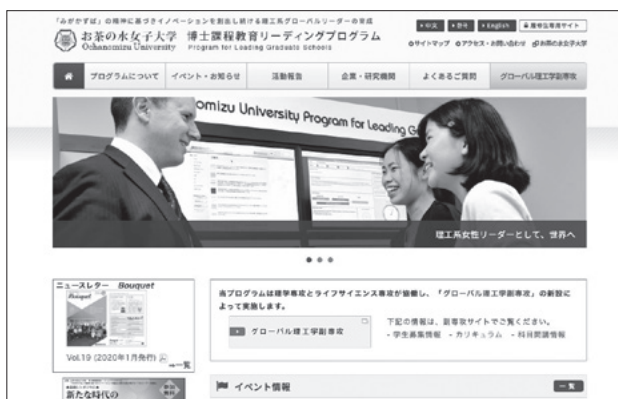 「みがかずば」の精神に基づきイノベーションを創出し続ける理工系グローバルリーダーの育成
お茶の水女子大学 博士課程教育リーディングプログラム
Ochanomizu University Program for Leading Graduate Schools
中文 한국 English 履修生専用サイト
サイトマップ アクセス・お問い合わせ お茶の水女子大学
プログラムについて イベント・お知らせ 活動報告 企業・研究機関 よくあるご質問 グローバル理工学副専攻
nomizu University Program for Leading G
理工系女性リーダーとして、世界へ
ニュースレター Bouquet
Bouquet
Vol.19 (2020年1月発行)
→一覧
新たな時代の
当プログラムは理学専攻とライフサイエンス専攻が協働し、「グローバル理工学副専攻」の新設に
よって実施します。
グローバル理工学副専攻
下記の情報は、副専攻サイトでご覧ください。
- 学生募集情報 - カリキュラム - 科目開講情報
イベント情報
一覧